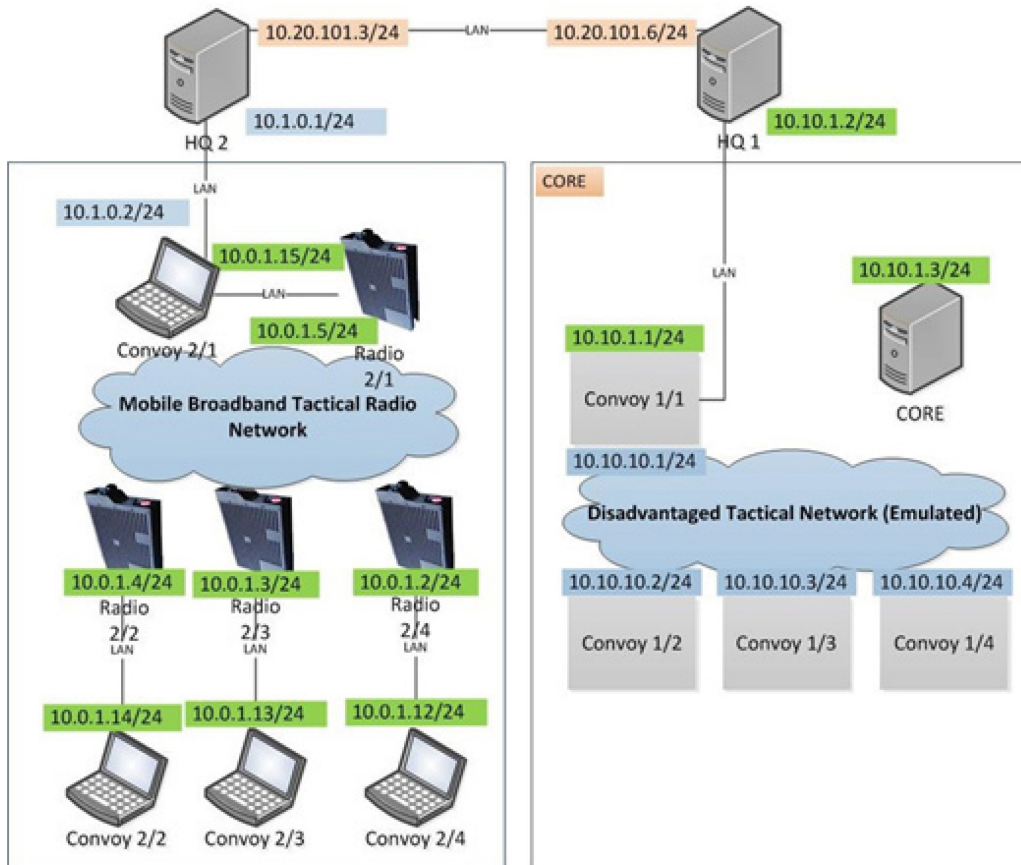 10.20.101.3/24
LAN
10.20.101.6/24
10.1.0.1/24
HQ 2
10.10.1.2/24
HQ 1
LAN
10.1.0.2/24
10.0.1.15/24
LAN
10.0.1.5/24
Convoy 2/1
Radio
2/1
Mobile Broadband Tactical Radio
Network
10.0.1.4/24
Radio
2/2
LAN
10.0.1.3/24
Radio
2/3
LAN
10.0.1.2/24
Radio
2/4
LAN
10.0.1.14/24
10.0.1.13/24
10.0.1.12/24
Convoy 2/2
Convoy 2/3
Convoy 2/4
CORE
LAN
10.10.1.3/24
CORE
10.10.1.1/24
Convoy 1/1
10.10.10.1/24
Disadvantaged Tactical Network (Emulated)
10.10.10.2/24
10.10.10.3/24
10.10.10.4/24
Convoy 1/2
Convoy 1/3
Convoy 1/4